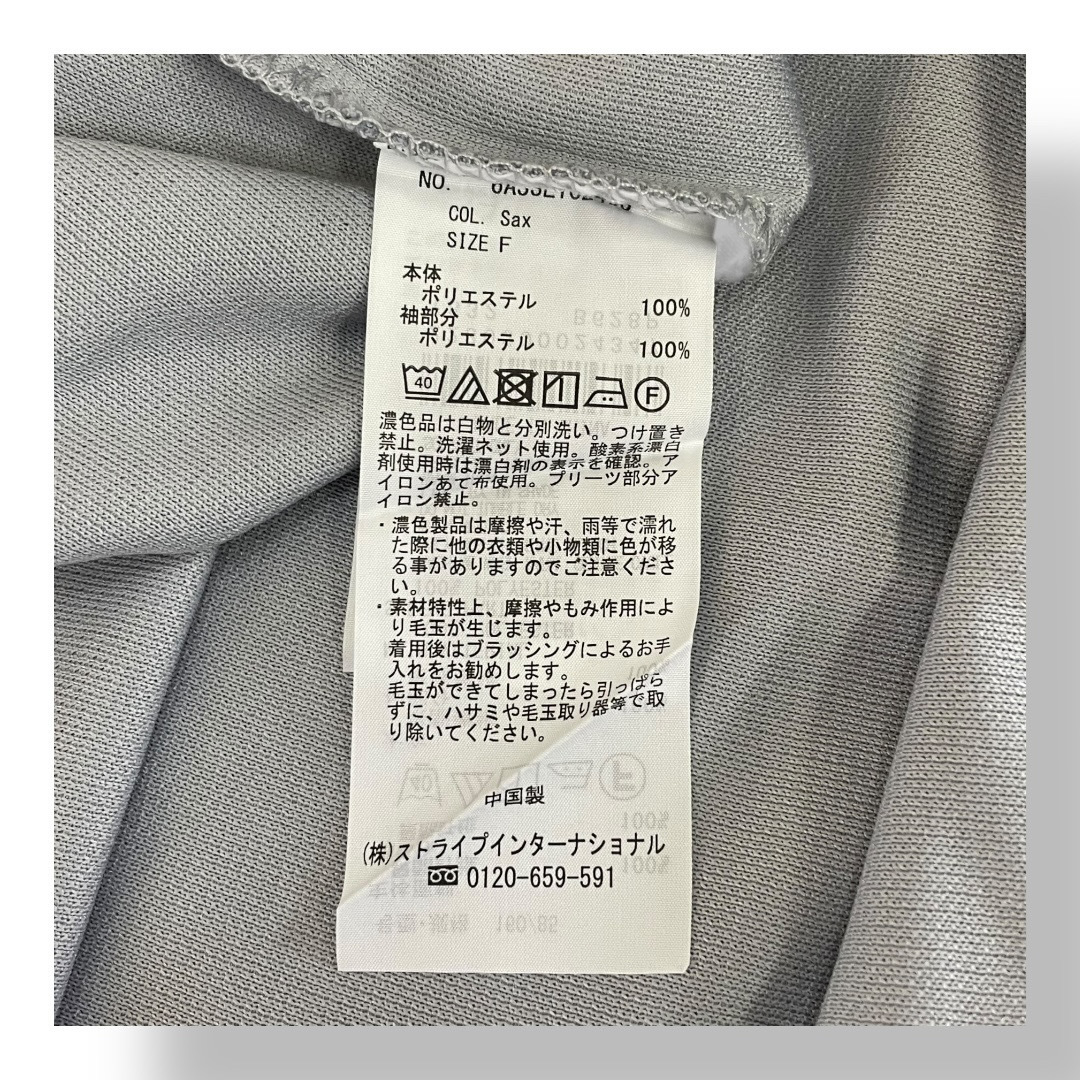 NO.
COL. Sax
SIZE F
本体
ポリエステル 100%
袖部分
ポリエステル 100%
40 F
濃色品は白物と分別洗い。つけ置き
禁止。洗濯ネット使用。酸素系漂白
剤使用時は漂白剤の表示を確認。ア
イロンあて布使用。プリーツ部分ア
イロン禁止。
・濃色製品は摩擦や汗、雨等で濡れ
た際に他の衣類や小物類に色が移
る事がありますのでご注意くださ
い。
・素材特性上、摩擦やもみ作用によ
り毛玉が生じます。
着用後はブラッシングによるお手
入れをお勧めします。
毛玉ができてしまったら引っぱら
ずに、ハサミや毛玉取り器等で取
り除いてください。
中国製
(株)ストライプインターナショナル
0120-659-591